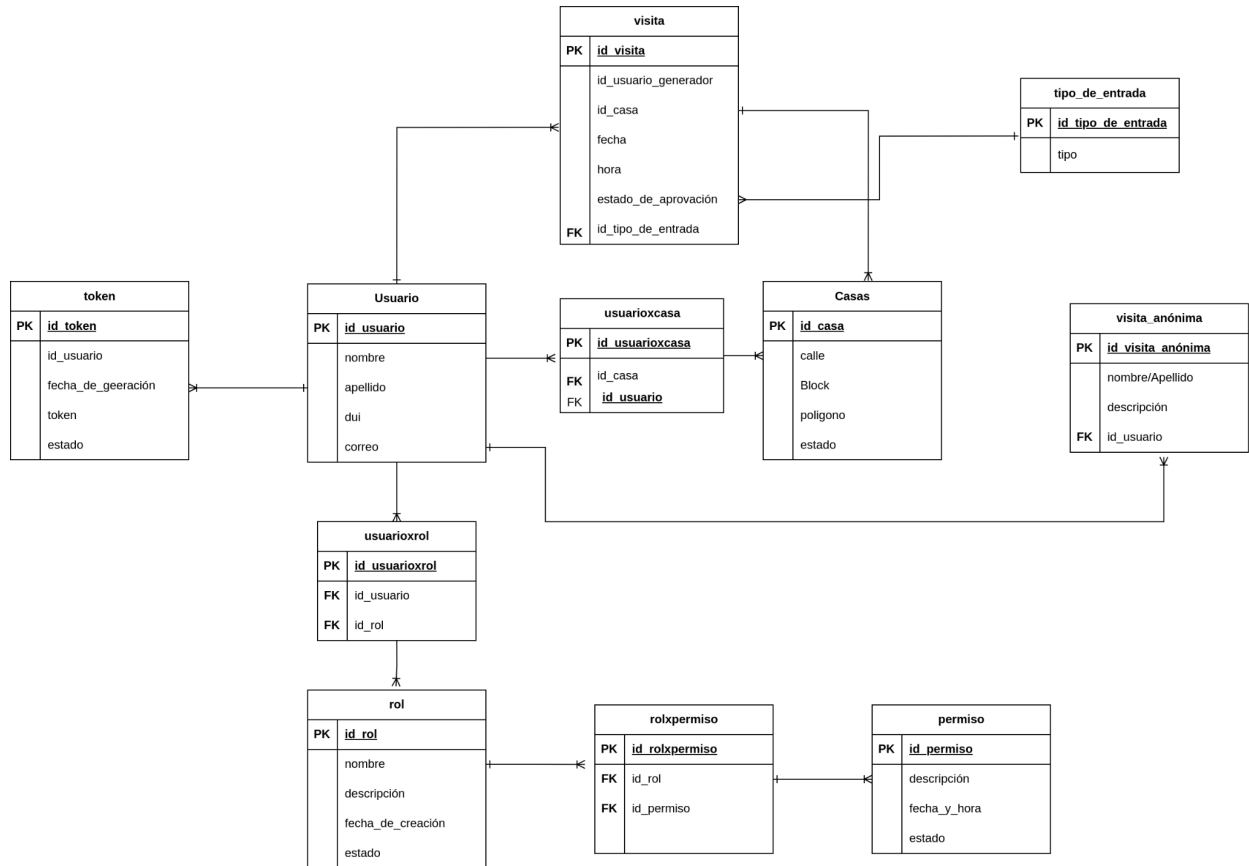 visita
PK id_visita
id_usuario_generador
id_casa
fecha
hora
estado_de_aprovación
FK id_tipo_de_entrada
tipo_de_entrada
PK id_tipo_de_entrada
tipo
token
PK id_token
id_usuario
fecha_de_geeración
token
estado
Usuario
PK id_usuario
nombre
apellido
dui
correo
usuarioxcasa
PK id_usuarioxcasa
FK id_casa
FK id_usuario
Casas
PK id_casa
calle
Block
poligono
estado
visita_anónima
PK id_visita_anónima
nombre/Apellido
descripción
FK id_usuario
usuarioxrol
PK id_usuarioxrol
FK id_usuario
FK id_rol
rol
PK id_rol
nombre
descripción
fecha_de_creación
estado
rolxpermiso
PK id_rolxpermiso
FK id_rol
FK id_permiso
permiso
PK id_permiso
descripción
fecha_y_hora
estado